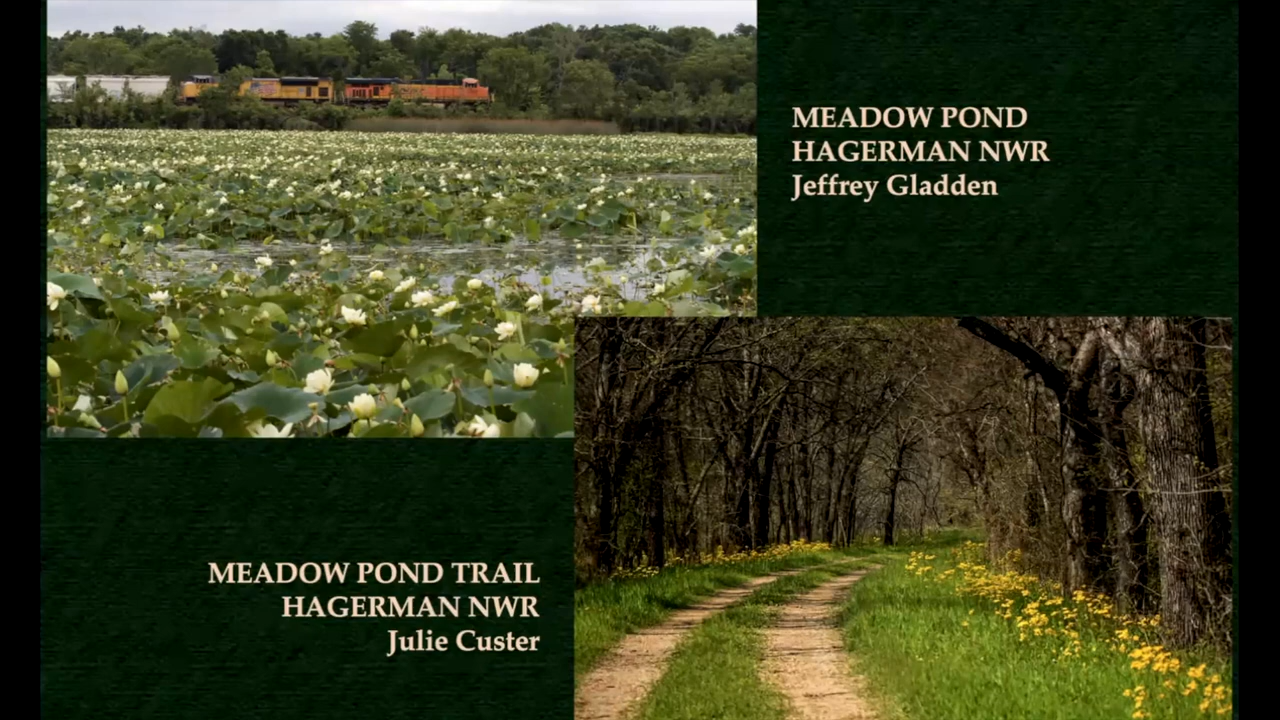 MEADOW POND
HAGERMAN NWR
Jeffrey Gladden
MEADOW POND TRAIL
HAGERMAN NWR
Julie Custer